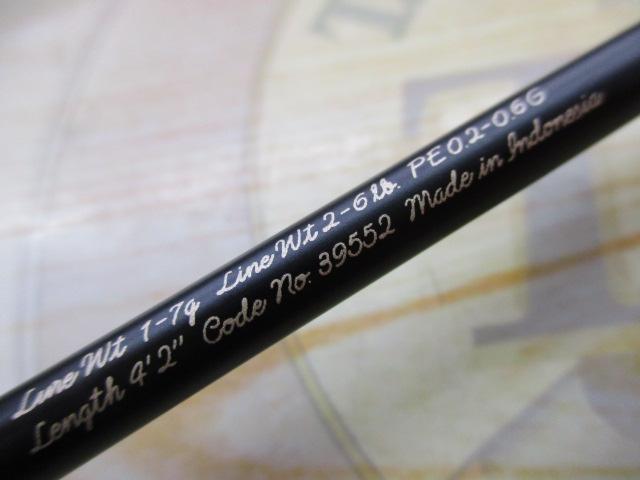 Lure Wt 1-7g Line Wt 2-6lb. PE0.2-0.6G
Length 4'2" Code No. 39552 Made in Indonesia